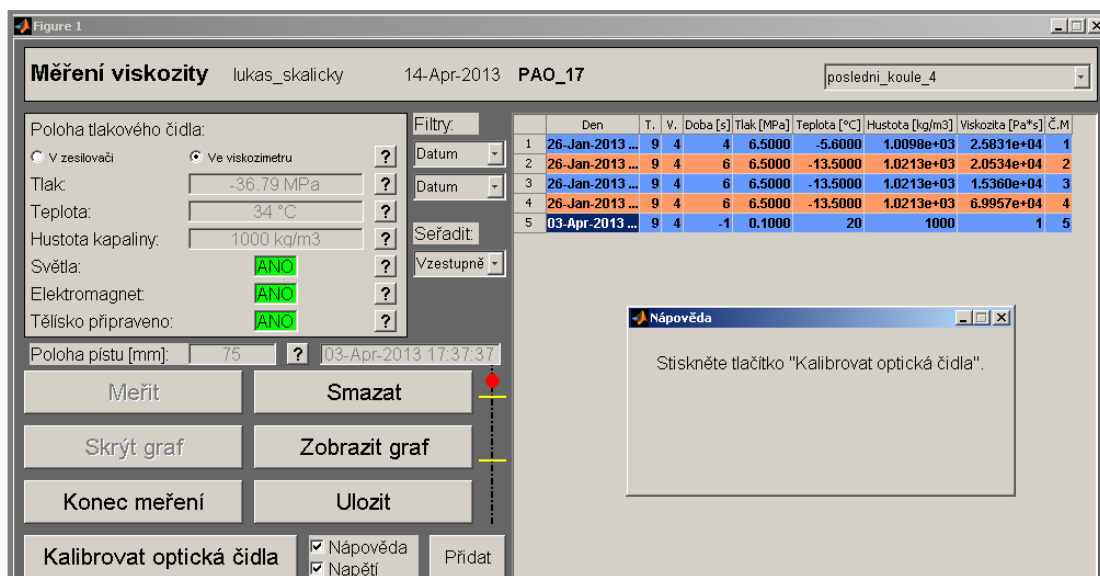 Figure 1
Měření viskozity lukas_skalicky 14-Apr-2013 PAO_17 posledni_koule_4
Poloha tlakového čidla:
V zesilovači Ve viskozimetru ?
Tlak: -36.79 MPa ?
Teplota: 34 °C ?
Hustota kapaliny: 1000 kg/m3 ?
Světla: ANO ?
Elektromagnet: ANO ?
Tělísko připraveno: ANO ?
Poloha pístu [mm]: 75 ? 03-Apr-2013 17:37:37
Filtry:
Datum
Datum
Seřadit:
Vzestupně
Den T. V. Doba [s] Tlak [MPa] Teplota [°C] Hustota [kg/m3] Viskozita [Pa*s] Č.M
1 26-Jan-2013 ... 9 4 4 6.5000 -5.6000 1.0098e+03 2.5831e+04 1
2 26-Jan-2013 ... 9 4 6 6.5000 -13.5000 1.0213e+03 2.0534e+04 2
3 26-Jan-2013 ... 9 4 6 6.5000 -13.5000 1.0213e+03 1.5360e+04 3
4 26-Jan-2013 ... 9 4 6 6.5000 -13.5000 1.0213e+03 6.9957e+04 4
5 03-Apr-2013 ... 9 4 -1 0.1000 20 1000 1 5
Nápověda
Stiskněte tlačítko "Kalibrovat optická čidla".
Meřit Smazat
Skrýt graf Zobrazit graf
Konec meření Ulozit
Kalibrovat optická čidla
Nápověda
Napětí
Přidat